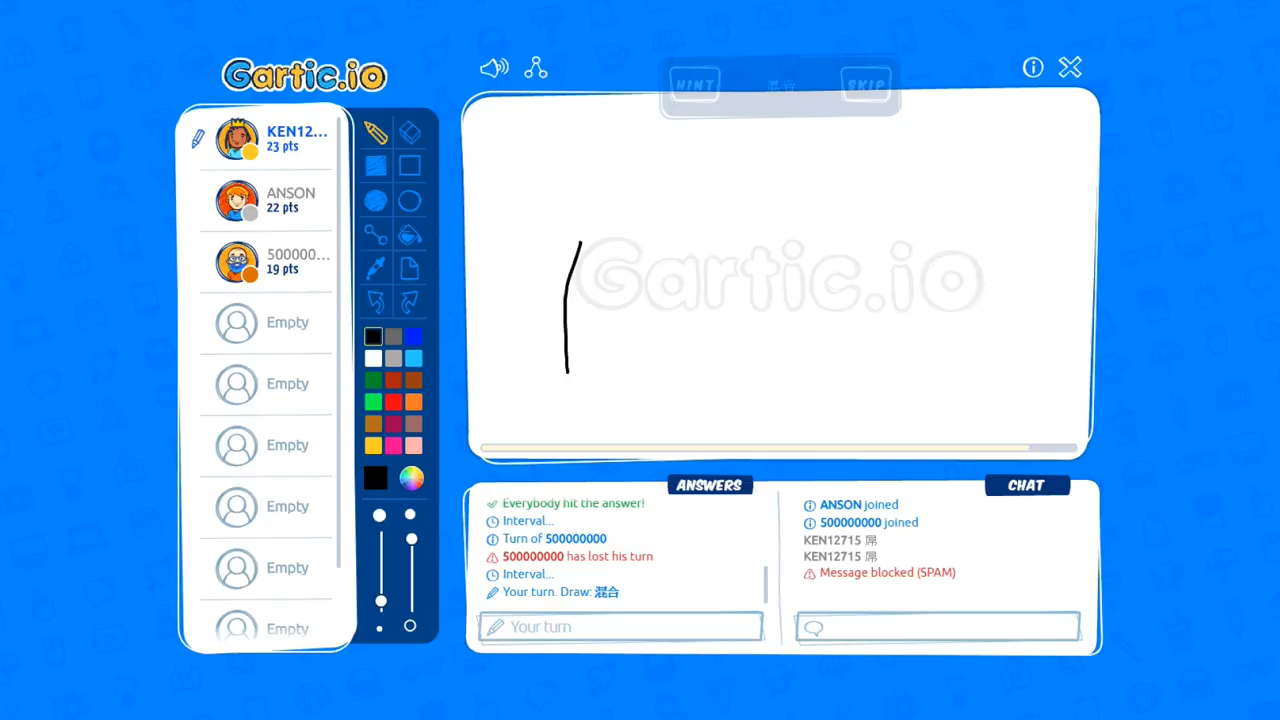 Gartic.io
HINT
混合
SKIP
KEN12...
23 pts
ANSON
22 pts
500000...
19 pts
Empty
Empty
Empty
Empty
Empty
Empty
Gartic.io
ANSWERS
Everybody hit the answer!
Interval...
Turn of 500000000
500000000 has lost his turn
Interval...
Your turn. Draw: 混合
Your turn
CHAT
ANSON joined
500000000 joined
KEN12715 屌
KEN12715 屌
Message blocked (SPAM)